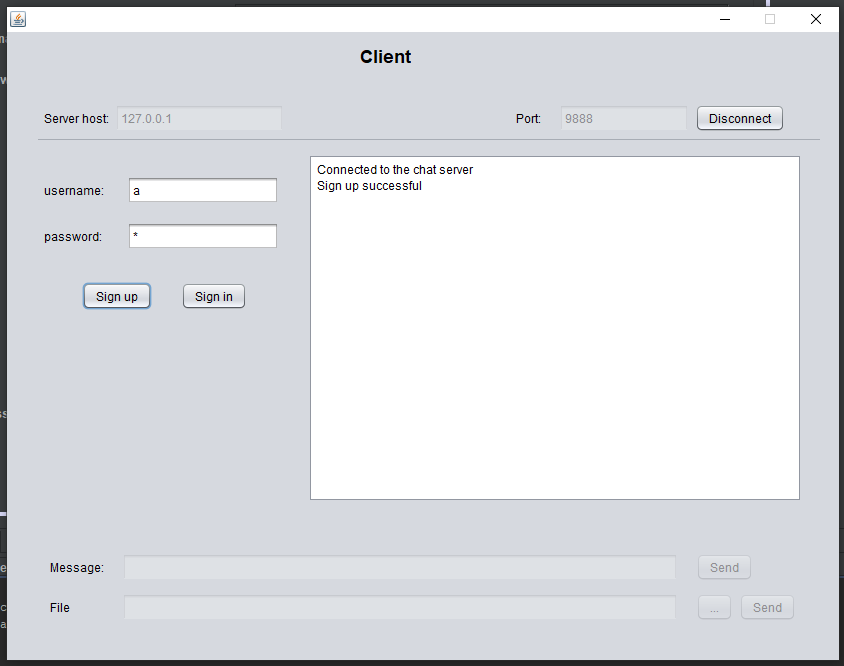 Client
Server host: 127.0.0.1 Port: 9888 Disconnect
Connected to the chat server
Sign up successful
username: a
password: *
Sign up Sign in
Message: Send
File ... Send